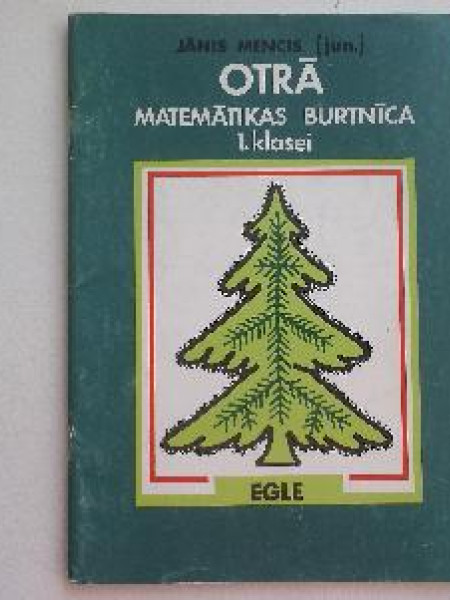 JĀNIS MENCIS (jun.)
OTRĀ
MATEMĀTIKAS BURTNĪCA
1. klasei
EGLE